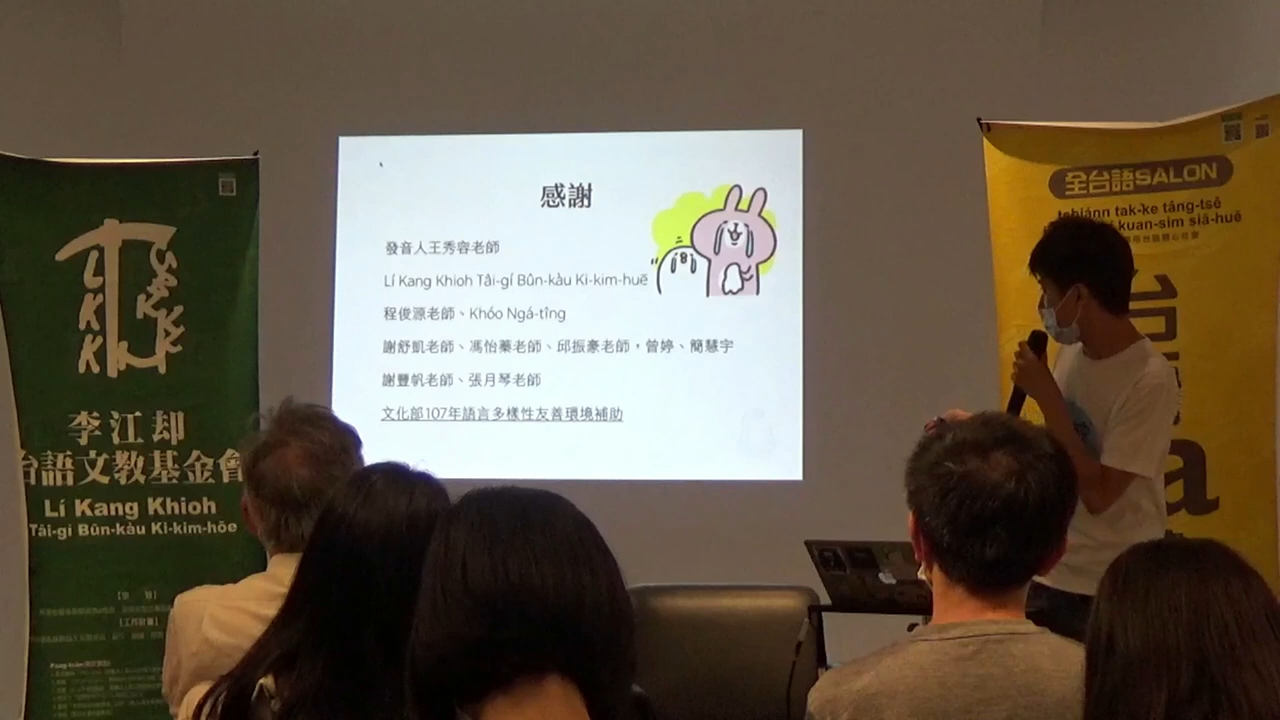 感謝
發音人王秀容老師
Lí Kang Khioh Tâi-gí Bûn-kàu Ki-kim-huē
程俊源老師、Khóo Ngá-tîng
謝舒凱老師、馮怡蓁老師、邱振豪老師，曾婷、簡慧宇
謝豐帆老師、張月琴老師
文化部107年語言多樣性友善環境補助
李江却
台語文教基金會
Lí Kang Khioh
Tâi-gí Bûn-kàu Ki-kim-hōe
全台語SALON
tshiánn tak-ke tâng-tsê
kuan-sim siā-huē
台
a